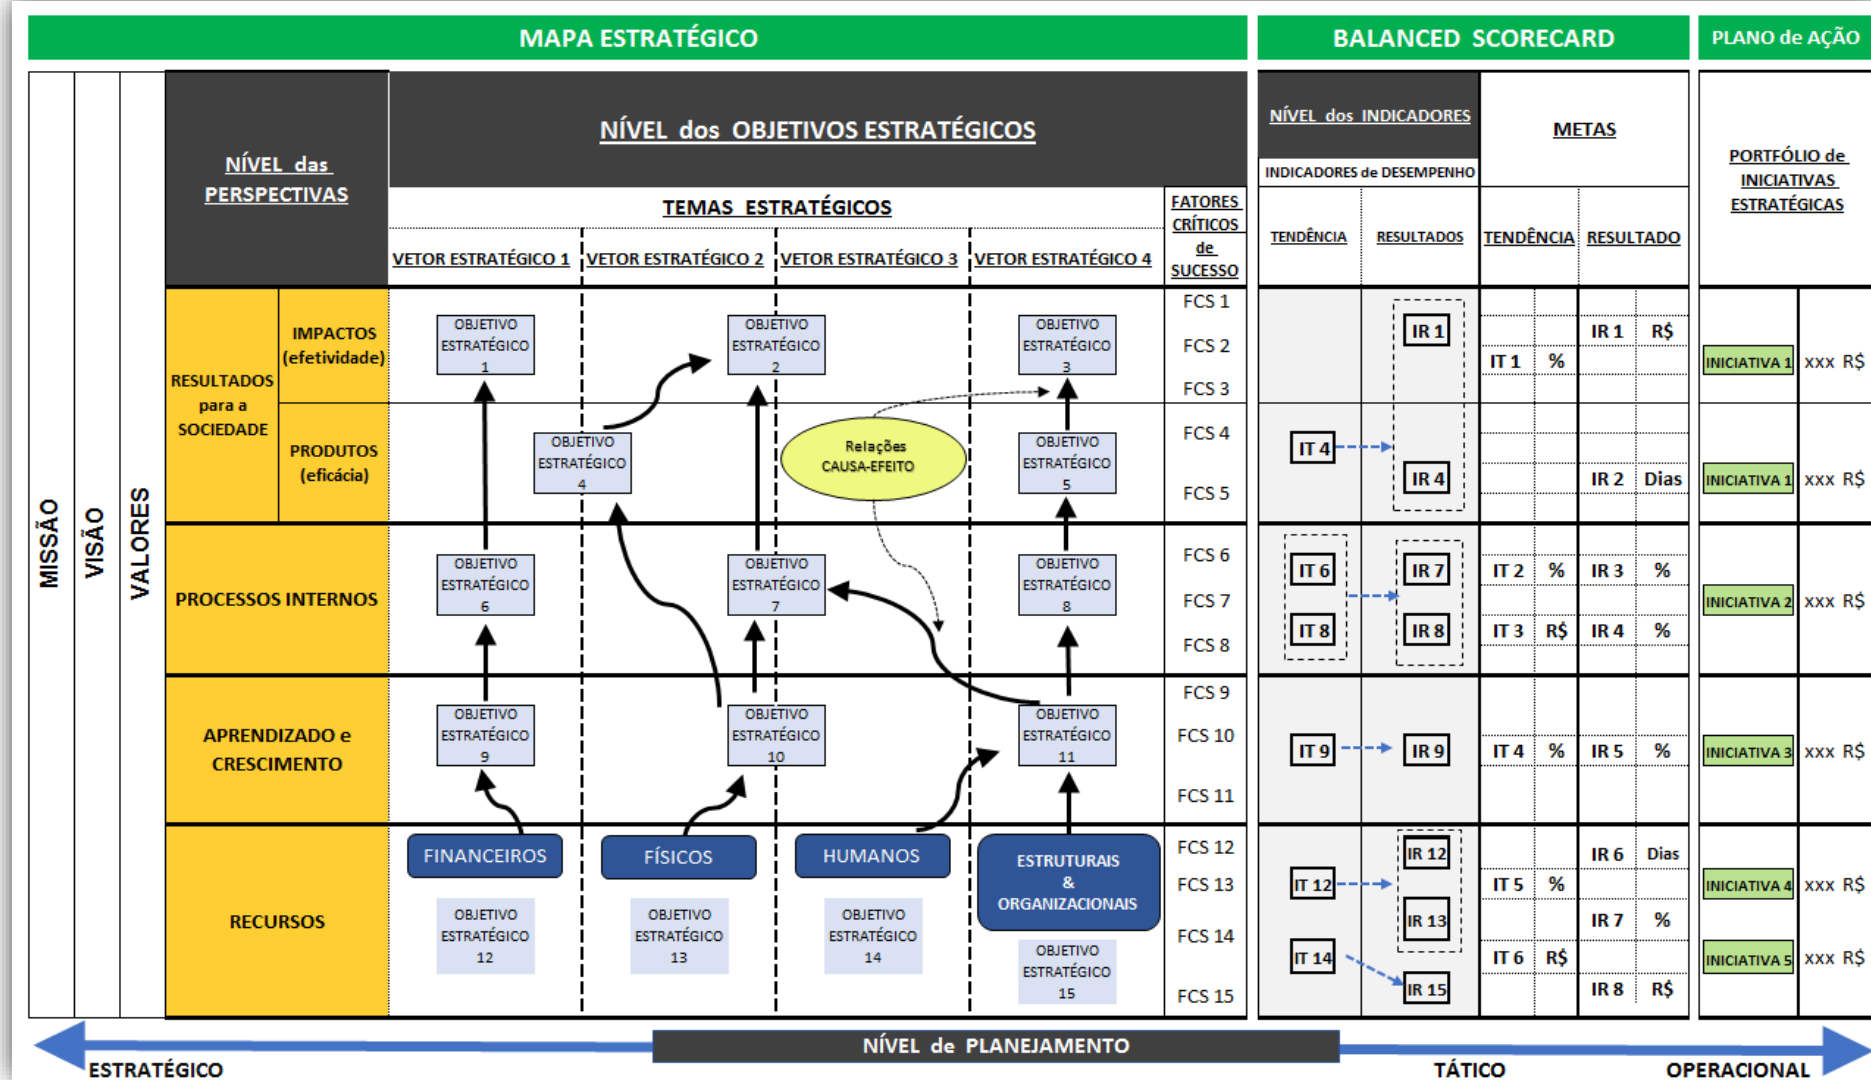 MAPA ESTRATÉGICO
BALANCED SCORECARD
PLANO de AÇÃO
MISSÃO
VISÃO
VALORES
NÍVEL das
PERSPECTIVAS
NÍVEL dos OBJETIVOS ESTRATÉGICOS
TEMAS ESTRATÉGICOS
VETOR ESTRATÉGICO 1
VETOR ESTRATÉGICO 2
VETOR ESTRATÉGICO 3
VETOR ESTRATÉGICO 4
FATORES
CRÍTICOS
de
SUCESSO
NÍVEL dos INDICADORES
INDICADORES de DESEMPENHO
TENDÊNCIA
RESULTADOS
METAS
TENDÊNCIA
RESULTADO
PORTFÓLIO de
INICIATIVAS
ESTRATÉGICAS
RESULTADOS
para a
SOCIEDADE
IMPACTOS
(efetividade)
OBJETIVO
ESTRATÉGICO
1
OBJETIVO
ESTRATÉGICO
2
OBJETIVO
ESTRATÉGICO
3
FCS 1
FCS 2
FCS 3
IR 1
IR 1 R$
IT 1 %
INICIATIVA 1 xxx R$
PRODUTOS
(eficácia)
OBJETIVO
ESTRATÉGICO
4
Relações
CAUSA-EFEITO
OBJETIVO
ESTRATÉGICO
5
FCS 4
FCS 5
IT 4
IR 4
IR 2 Dias
INICIATIVA 1 xxx R$
PROCESSOS INTERNOS
OBJETIVO
ESTRATÉGICO
6
OBJETIVO
ESTRATÉGICO
7
OBJETIVO
ESTRATÉGICO
8
FCS 6
FCS 7
FCS 8
IT 6
IR 7
IT 8
IR 8
IT 2 % IR 3 %
IT 3 R$ IR 4 %
INICIATIVA 2 xxx R$
APRENDIZADO e
CRESCIMENTO
OBJETIVO
ESTRATÉGICO
9
OBJETIVO
ESTRATÉGICO
10
OBJETIVO
ESTRATÉGICO
11
FCS 9
FCS 10
FCS 11
IT 9
IR 9
IT 4 % IR 5 %
INICIATIVA 3 xxx R$
RECURSOS
FINANCEIROS
FÍSICOS
HUMANOS
ESTRUTURAIS
&
ORGANIZACIONAIS
OBJETIVO
ESTRATÉGICO
12
OBJETIVO
ESTRATÉGICO
13
OBJETIVO
ESTRATÉGICO
14
OBJETIVO
ESTRATÉGICO
15
FCS 12
FCS 13
FCS 14
FCS 15
IR 12
IT 12
IR 13
IT 14
IR 15
IR 6 Dias
IT 5 %
IR 7 %
IT 6 R$
IR 8 R$
INICIATIVA 4 xxx R$
INICIATIVA 5 xxx R$
NÍVEL de PLANEJAMENTO
ESTRATÉGICO
TÁTICO
OPERACIONAL